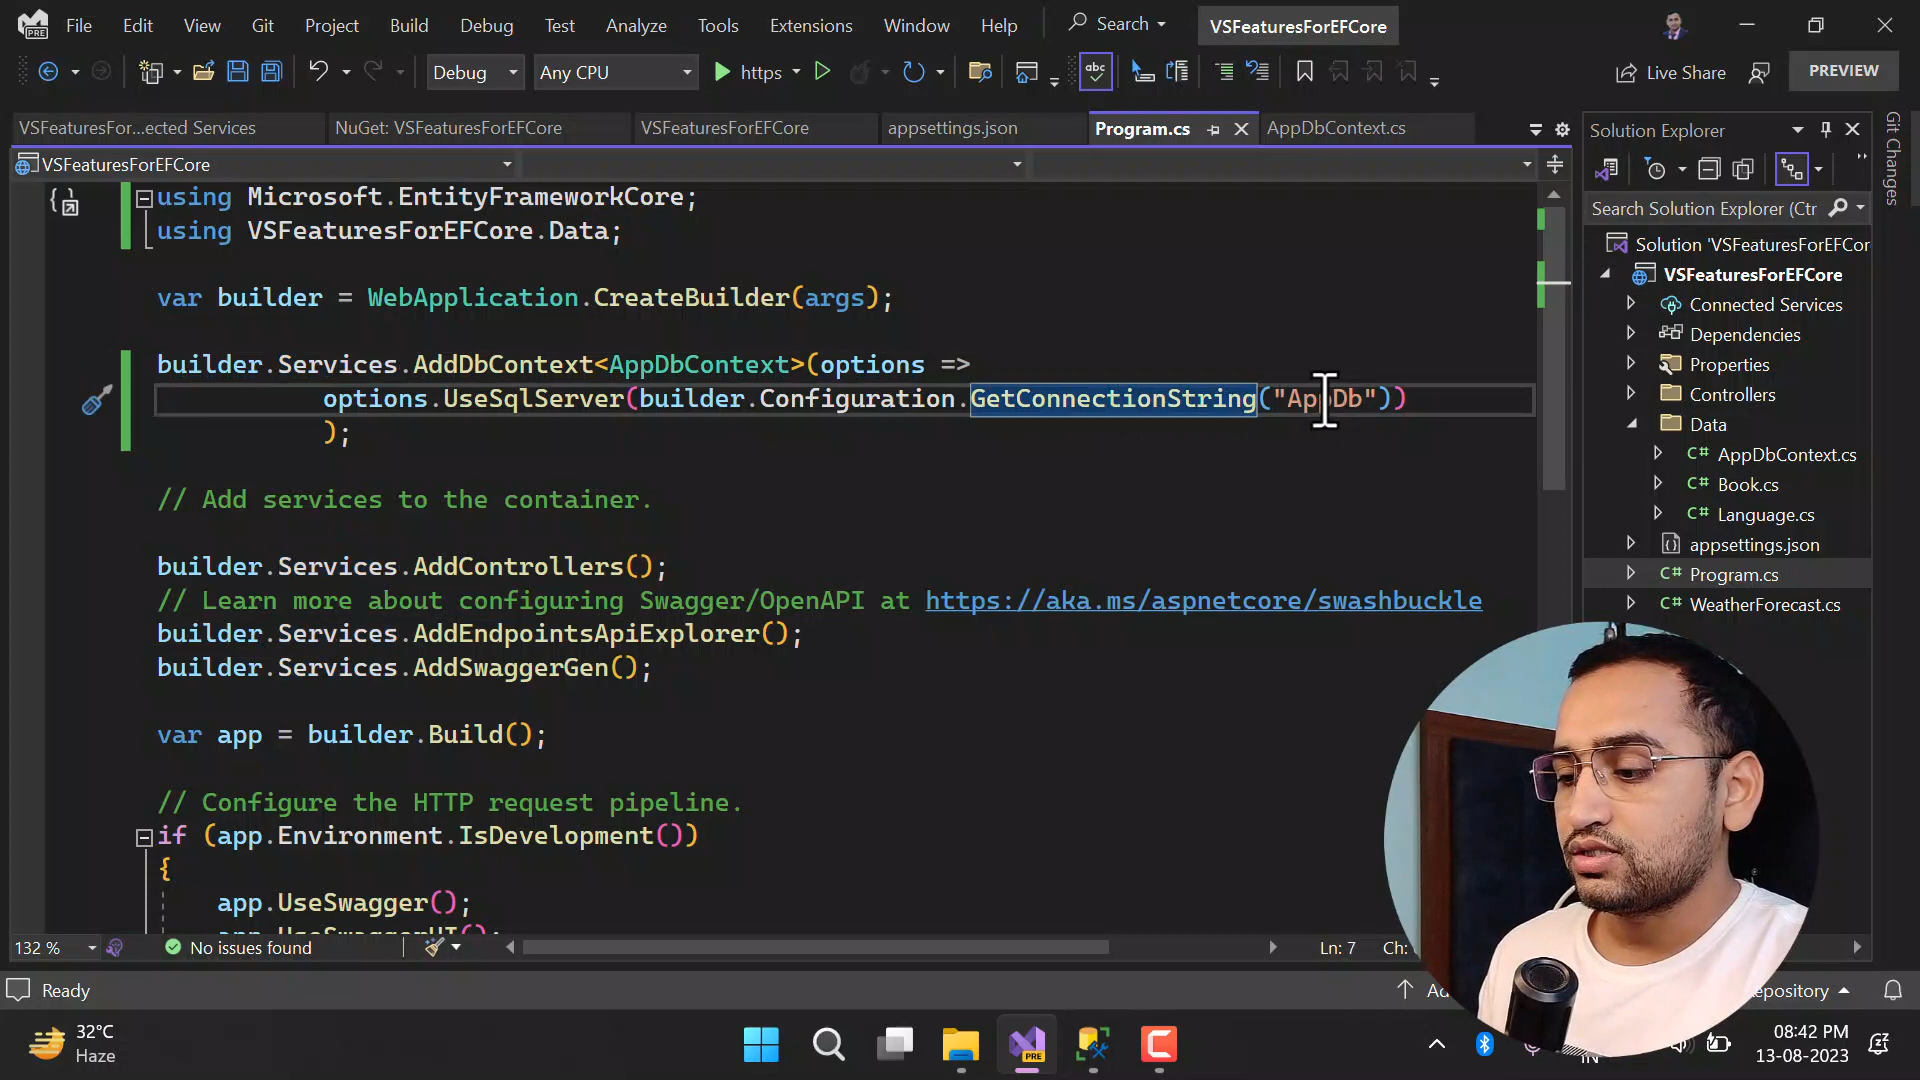 File Edit View Git Project Build Debug Test Analyze Tools Extensions Window Help Search VSFeaturesForEFCore
PRE
Debug Any CPU https abc Live Share PREVIEW
VSFeaturesFor...ected Services NuGet: VSFeaturesForEFCore VSFeaturesForEFCore appsettings.json Program.cs AppDbContext.cs
VSFeaturesForEFCore
using Microsoft.EntityFrameworkCore;
using VSFeaturesForEFCore.Data;
var builder = WebApplication.CreateBuilder(args);
builder.Services.AddDbContext<AppDbContext>(options =>
options.UseSqlServer(builder.Configuration.GetConnectionString("AppDb"))
);
// Add services to the container.
builder.Services.AddControllers();
// Learn more about configuring Swagger/OpenAPI at https://aka.ms/aspnetcore/swashbuckle
builder.Services.AddEndpointsApiExplorer();
builder.Services.AddSwaggerGen();
var app = builder.Build();
// Configure the HTTP request pipeline.
if (app.Environment.IsDevelopment())
{
app.UseSwagger();
app.UseSwaggerUI();
132 % No issues found Ln: 7 Ch:
Solution Explorer
Search Solution Explorer (Ctr
Solution 'VSFeaturesForEFCor
VSFeaturesForEFCore
Connected Services
Dependencies
Properties
Controllers
Data
C# AppDbContext.cs
C# Book.cs
C# Language.cs
appsettings.json
C# Program.cs
C# WeatherForecast.cs
Git Changes
Ready
32°C
Haze
PRE
08:42 PM
13-08-2023